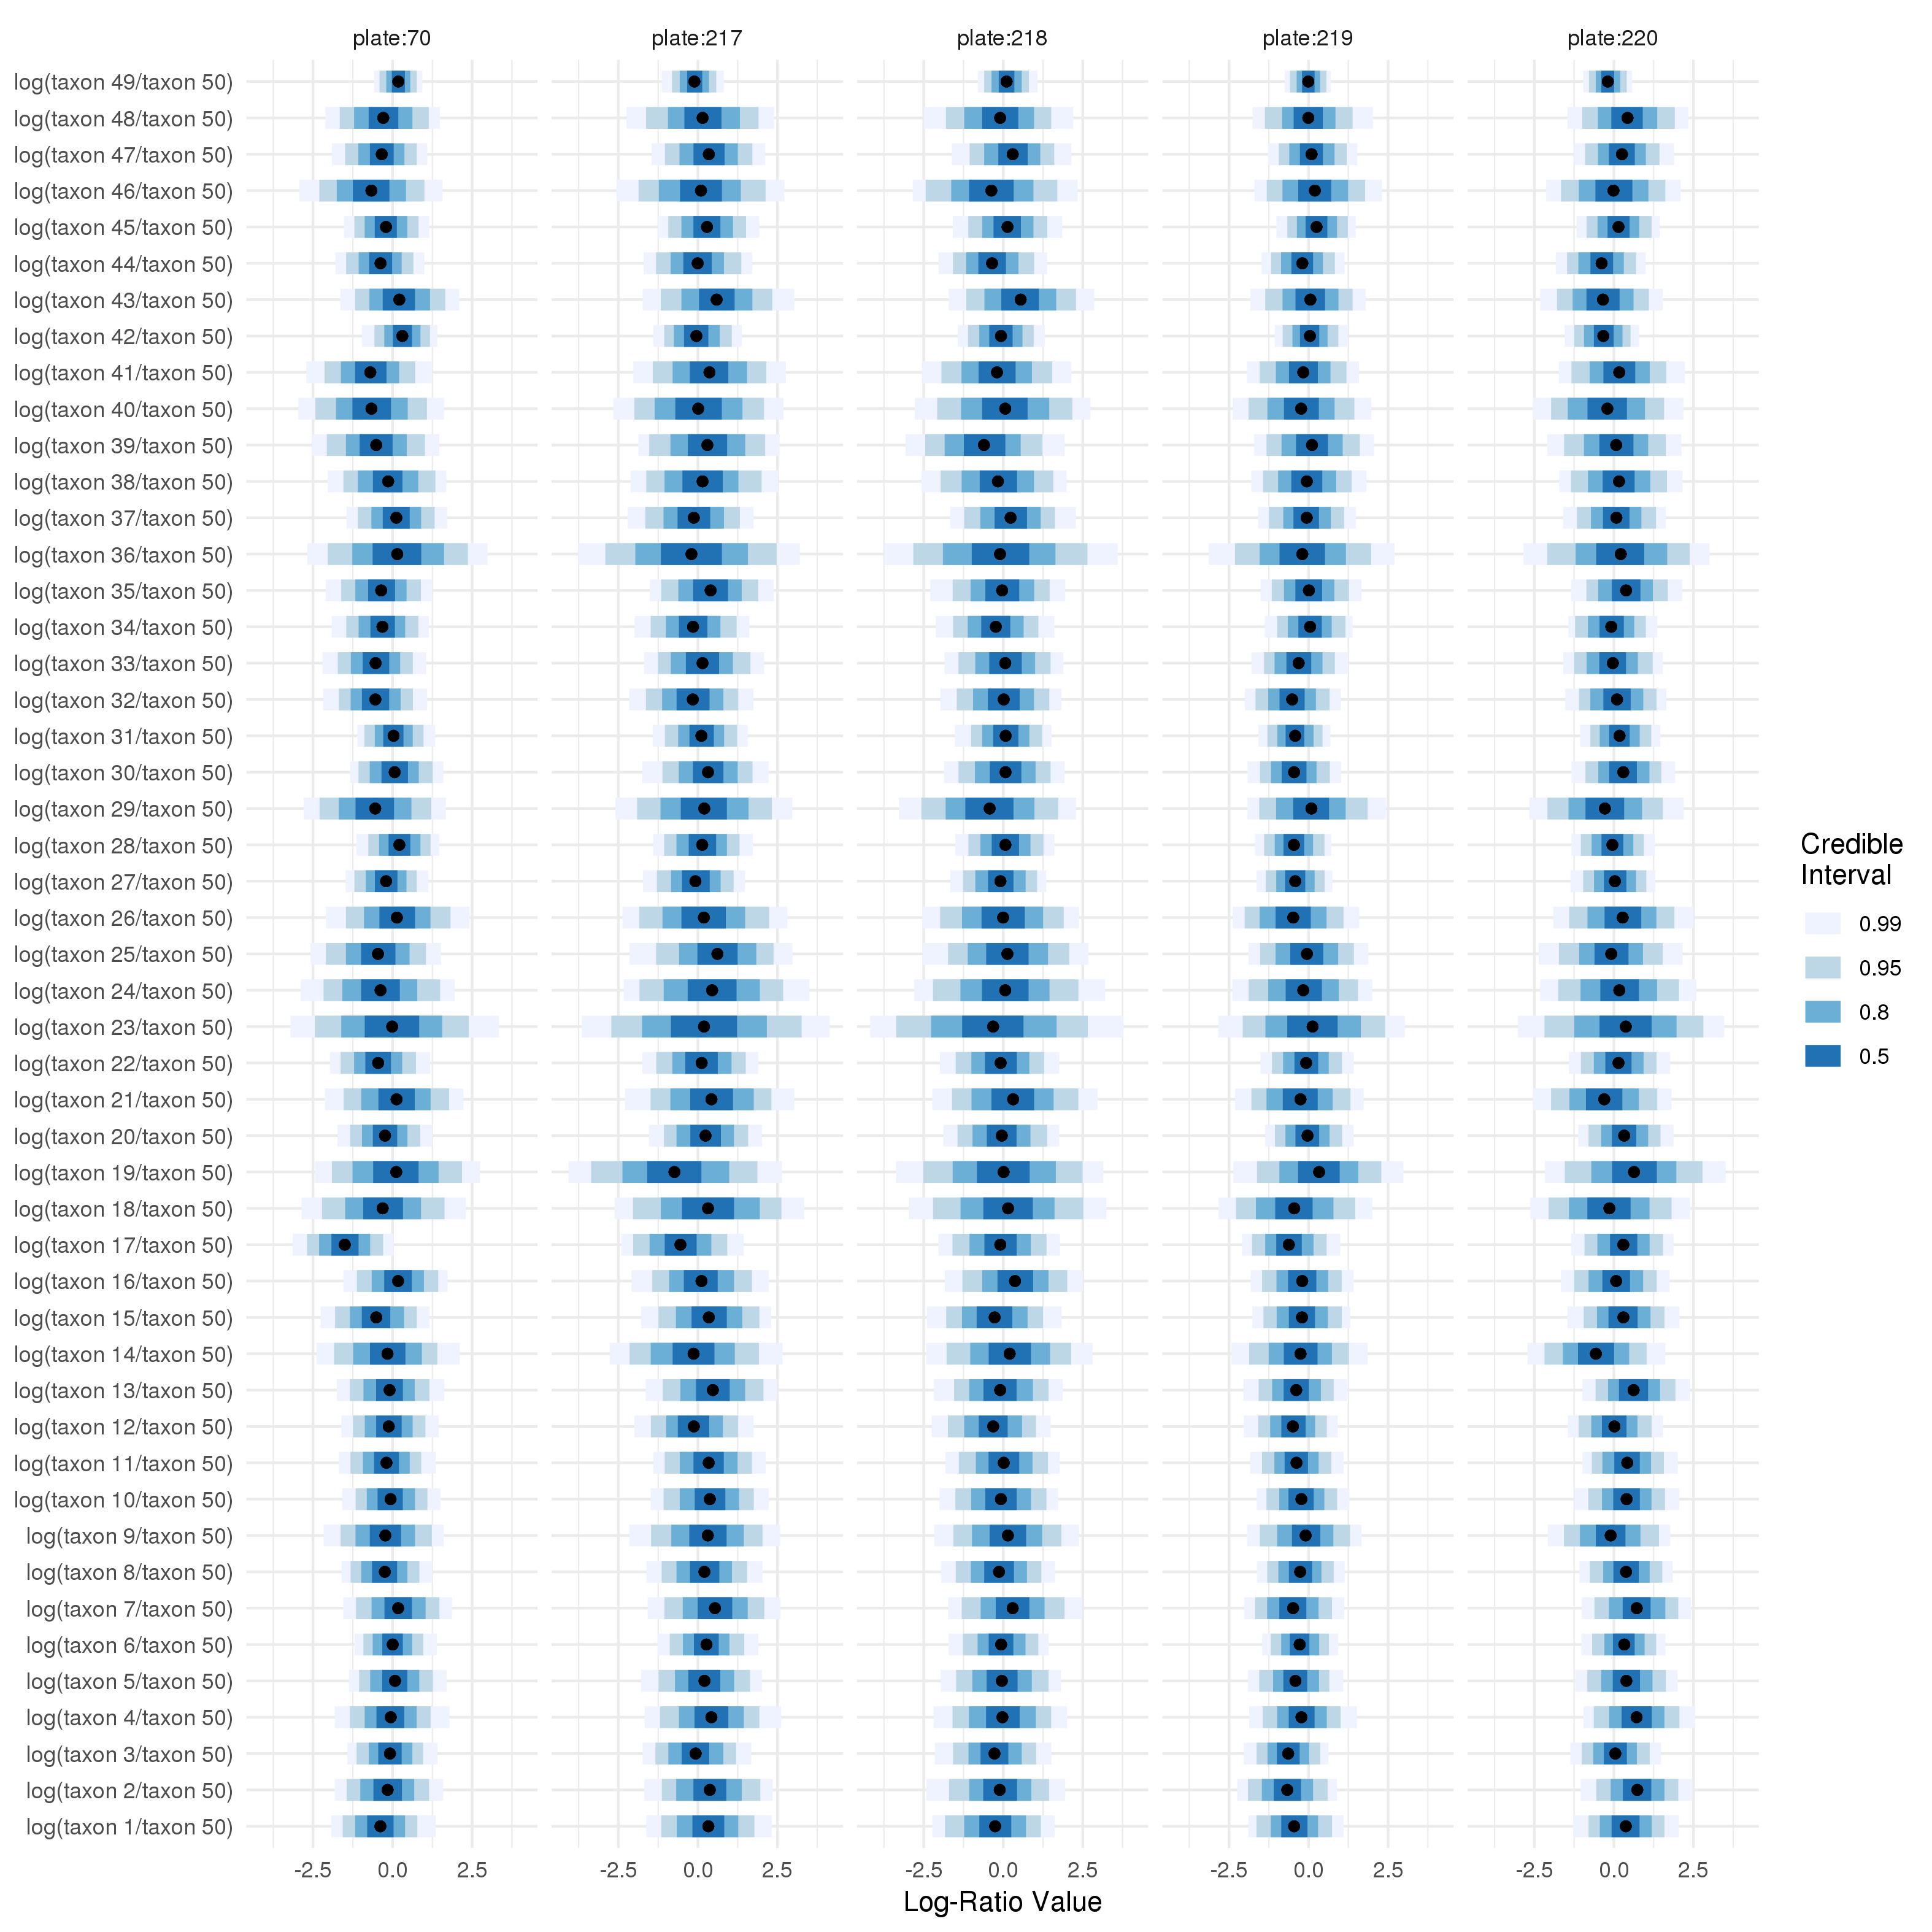 plate:70 plate:217 plate:218 plate:219 plate:220
log(taxon 49/taxon 50)
log(taxon 48/taxon 50)
log(taxon 47/taxon 50)
log(taxon 46/taxon 50)
log(taxon 45/taxon 50)
log(taxon 44/taxon 50)
log(taxon 43/taxon 50)
log(taxon 42/taxon 50)
log(taxon 41/taxon 50)
log(taxon 40/taxon 50)
log(taxon 39/taxon 50)
log(taxon 38/taxon 50)
log(taxon 37/taxon 50)
log(taxon 36/taxon 50)
log(taxon 35/taxon 50)
log(taxon 34/taxon 50)
log(taxon 33/taxon 50)
log(taxon 32/taxon 50)
log(taxon 31/taxon 50)
log(taxon 30/taxon 50)
log(taxon 29/taxon 50)
log(taxon 28/taxon 50)
log(taxon 27/taxon 50)
log(taxon 26/taxon 50)
log(taxon 25/taxon 50)
log(taxon 24/taxon 50)
log(taxon 23/taxon 50)
log(taxon 22/taxon 50)
log(taxon 21/taxon 50)
log(taxon 20/taxon 50)
log(taxon 19/taxon 50)
log(taxon 18/taxon 50)
log(taxon 17/taxon 50)
log(taxon 16/taxon 50)
log(taxon 15/taxon 50)
log(taxon 14/taxon 50)
log(taxon 13/taxon 50)
log(taxon 12/taxon 50)
log(taxon 11/taxon 50)
log(taxon 10/taxon 50)
log(taxon 9/taxon 50)
log(taxon 8/taxon 50)
log(taxon 7/taxon 50)
log(taxon 6/taxon 50)
log(taxon 5/taxon 50)
log(taxon 4/taxon 50)
log(taxon 3/taxon 50)
log(taxon 2/taxon 50)
log(taxon 1/taxon 50)
-2.5 0.0 2.5 -2.5 0.0 2.5 -2.5 0.0 2.5 -2.5 0.0 2.5 -2.5 0.0 2.5
Log-Ratio Value
Credible
Interval
0.99
0.95
0.8
0.5